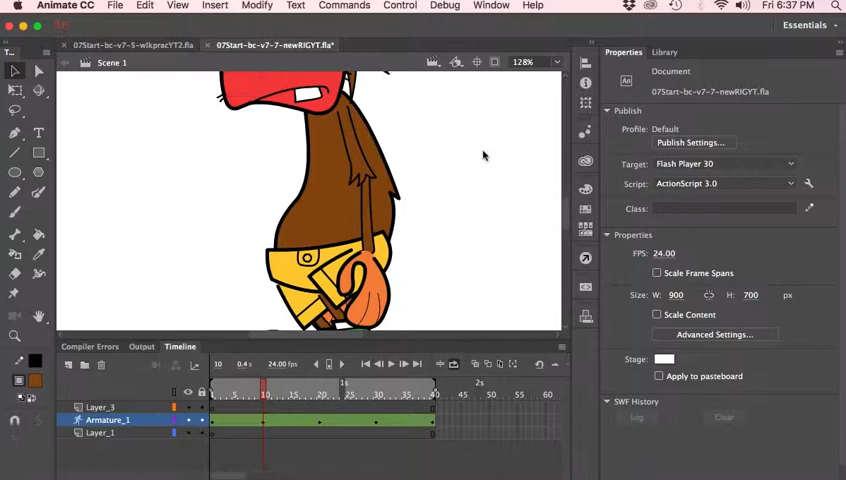 Animate CC File Edit View Insert Modify Text Commands Control Debug Window Help Fri 6:37 PM
An Essentials
07Start-bc-v7-5-wlkpracYT2.fla 07Start-bc-v7-7-newRIGYT.fla*
Scene 1 128%
Properties Library
An Document
07Start-bc-v7-7-newRIGYT.fla
Publish
Profile: Default
Publish Settings...
Target: Flash Player 30
Script: ActionScript 3.0
Class:
Properties
FPS: 24.00
Scale Frame Spans
Size: W: 900 H: 700 px
Scale Content
Advanced Settings...
Stage:
Apply to pasteboard
SWF History
Log Clear
Compiler Errors Output Timeline
10 0.4 s 24.00 fps
1s 2s
5 10 15 20 25 30 35 40 45 50 55 60
Layer_3
Armature_1
Layer_1